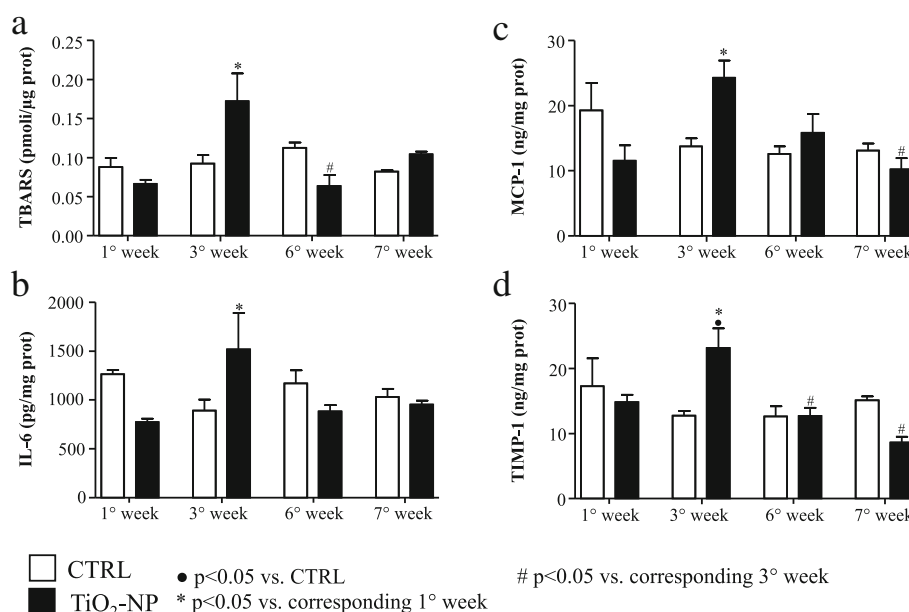 a
TBARS (pmoli/µg prot)
0.25
0.20
0.15
0.10
0.05
0.00
*
#
1° week 3° week 6° week 7° week
c
MCP-1 (ng/mg prot)
30
20
10
0
*
#
1° week 3° week 6° week 7° week
b
IL-6 (pg/mg prot)
2000
1500
1000
500
0
*
1° week 3° week 6° week 7° week
d
TIMP-1 (ng/mg prot)
30
20
10
0
*
●
#
#
1° week 3° week 6° week 7° week
CTRL
TiO₂-NP
● p<0.05 vs. CTRL
* p<0.05 vs. corresponding 1° week
# p<0.05 vs. corresponding 3° week